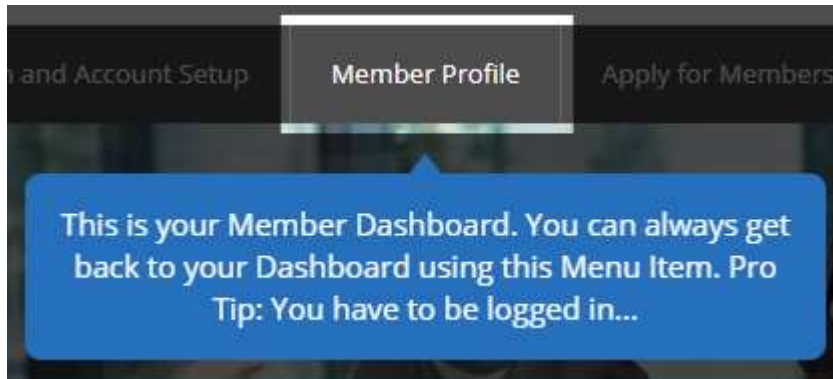 and Account Setup Member Profile Apply for
This is your Member Dashboard. You can always get
back to your Dashboard using this Menu Item. Pro
Tip: You have to be logged in...